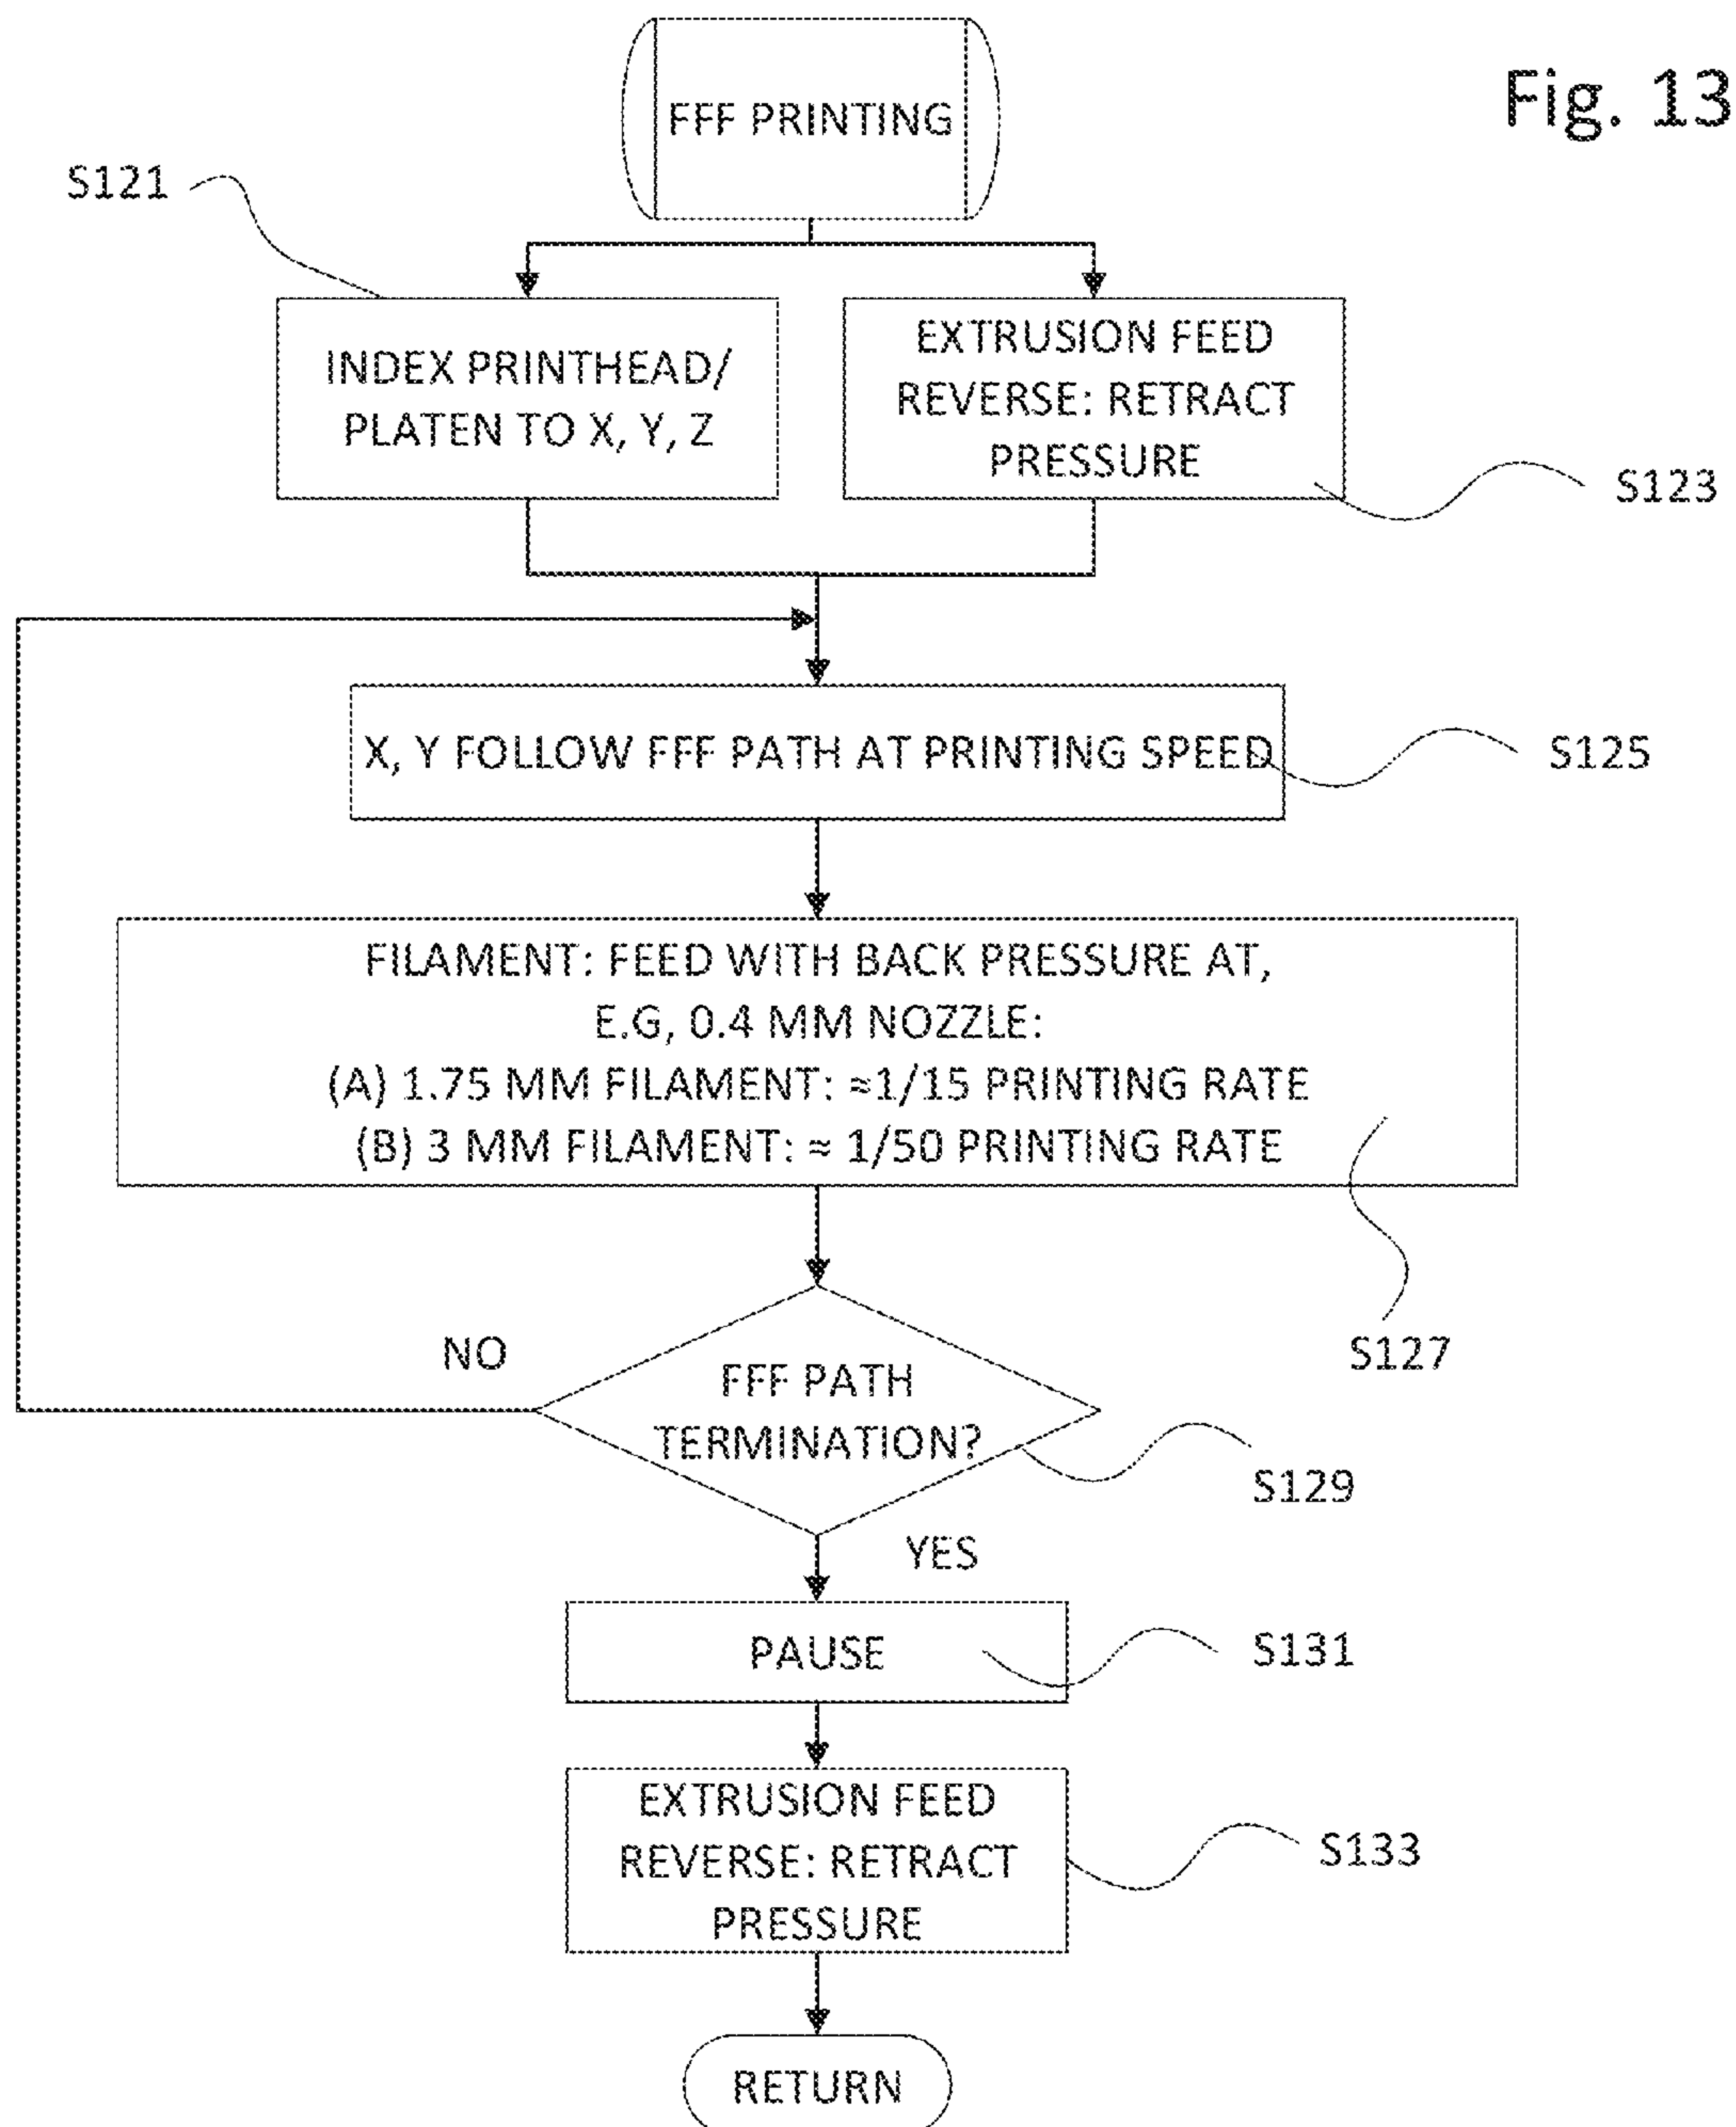 Fig. 13
FFF PRINTING
S121
INDEX PRINTHEAD/
PLATEN TO X, Y, Z
EXTRUSION FEED
REVERSE: RETRACT
PRESSURE
S123
X, Y FOLLOW FFF PATH AT PRINTING SPEED
S125
FILAMENT: FEED WITH BACK PRESSURE AT,
E.G, 0.4 MM NOZZLE:
(A) 1.75 MM FILAMENT: ≈1/15 PRINTING RATE
(B) 3 MM FILAMENT: ≈ 1/50 PRINTING RATE
S127
NO
FFF PATH
TERMINATION?
S129
YES
PAUSE
S131
EXTRUSION FEED
REVERSE: RETRACT
PRESSURE
S133
RETURN